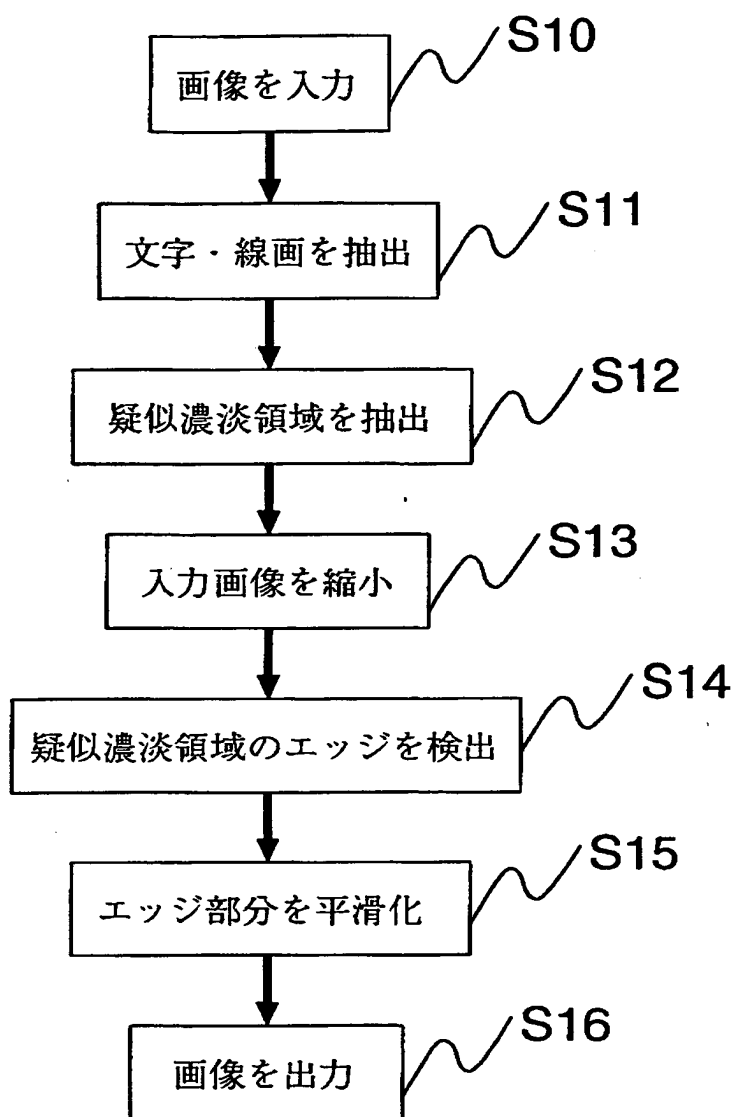 S10
画像を入力
S11
文字・線画を抽出
S12
疑似濃淡領域を抽出
S13
入力画像を縮小
S14
疑似濃淡領域のエッジを検出
S15
エッジ部分を平滑化
S16
画像を出力